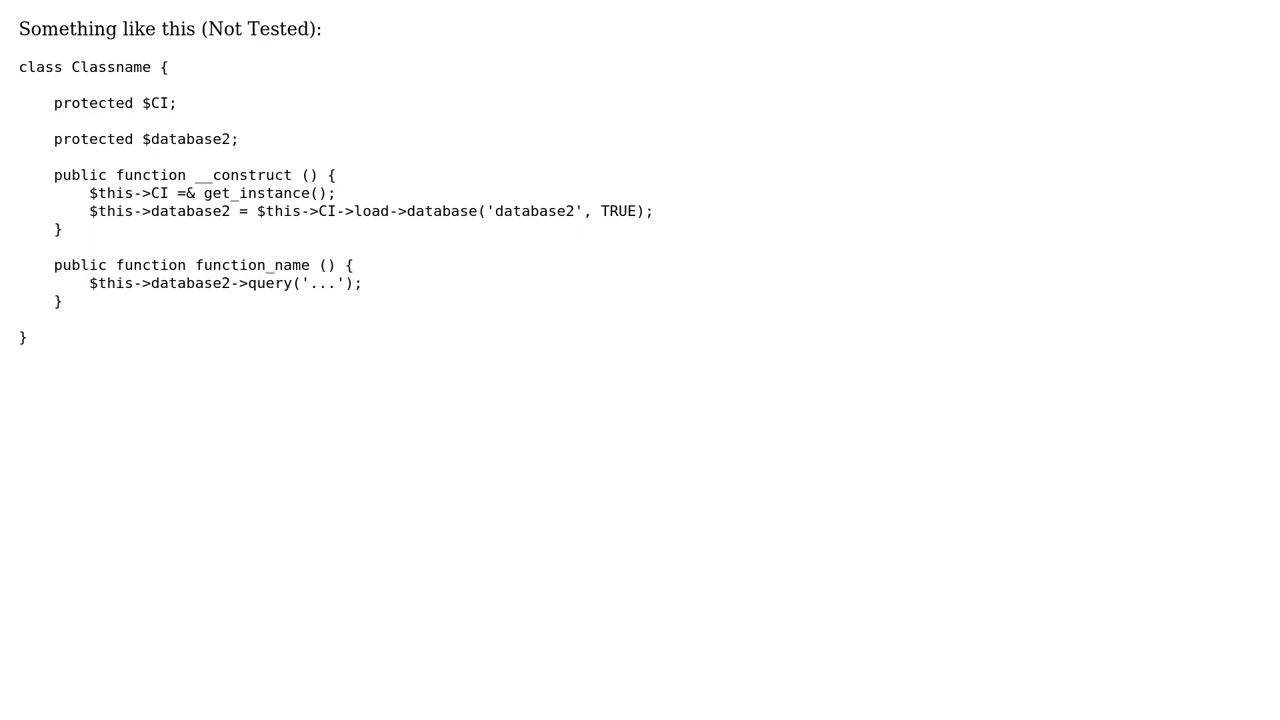 Something like this (Not Tested):
class Classname {
    protected $CI;
    protected $database2;
    public function __construct () {
        $this->CI =& get_instance();
        $this->database2 = $this->CI->load->database('database2', TRUE);
    }
    public function function_name () {
        $this->database2->query('...');
    }
}